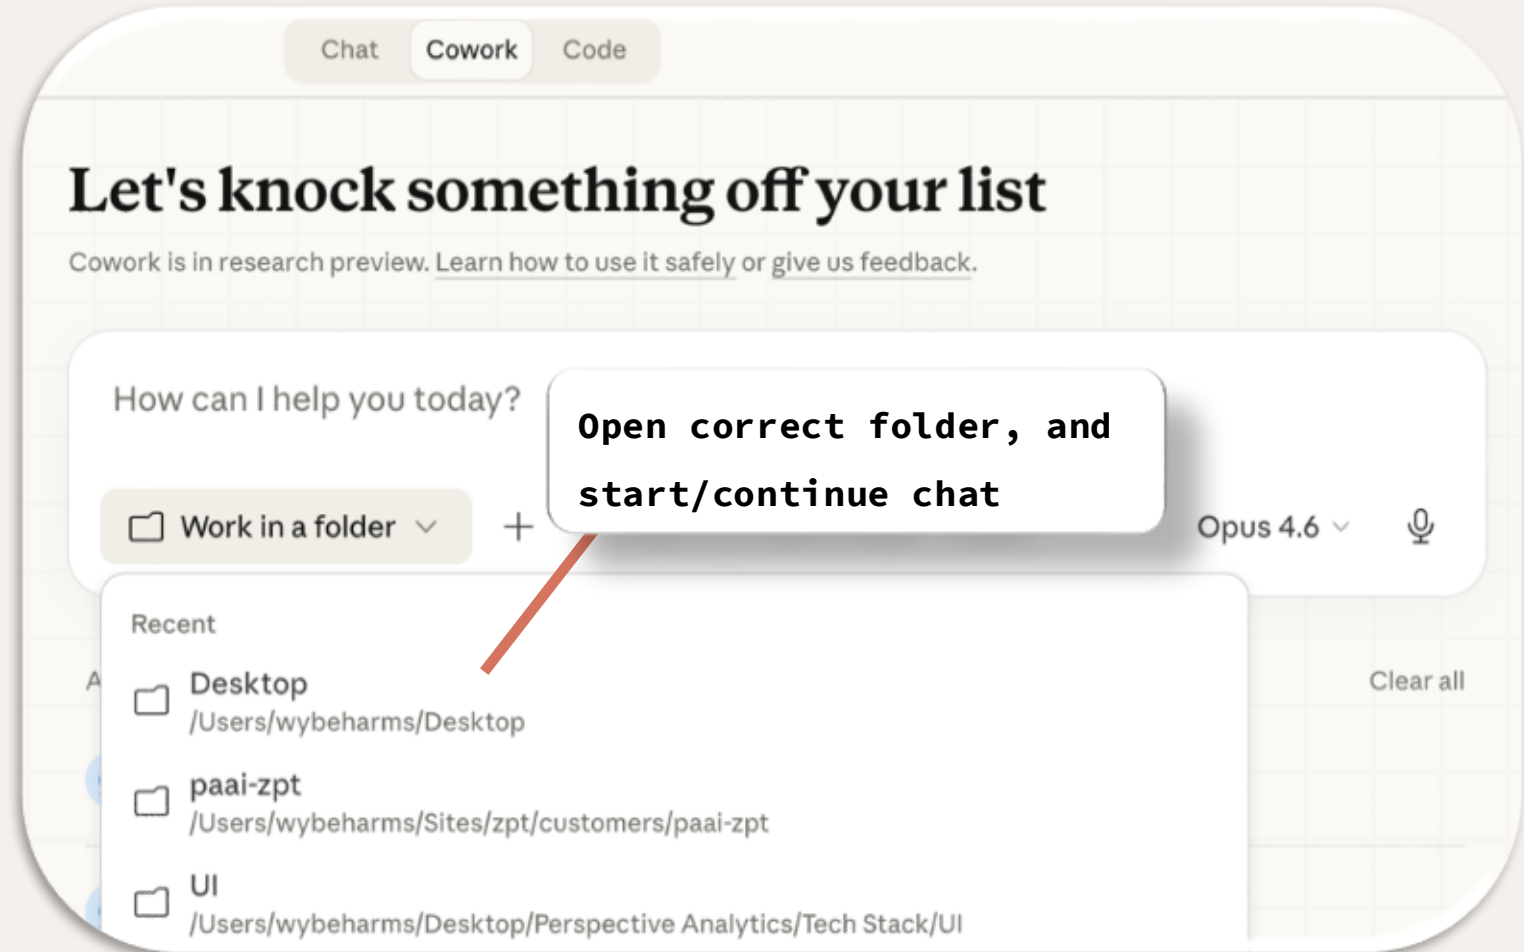 Chat Cowork Code
Let's knock something off your list
Cowork is in research preview. Learn how to use it safely or give us feedback.
How can I help you today?
Open correct folder, and
start/continue chat
Work in a folder
Opus 4.6
Recent
Clear all
Desktop
/Users/wybeharms/Desktop
paai-zpt
/Users/wybeharms/Sites/zpt/customers/paai-zpt
UI
/Users/wybeharms/Desktop/Perspective Analytics/Tech Stack/UI